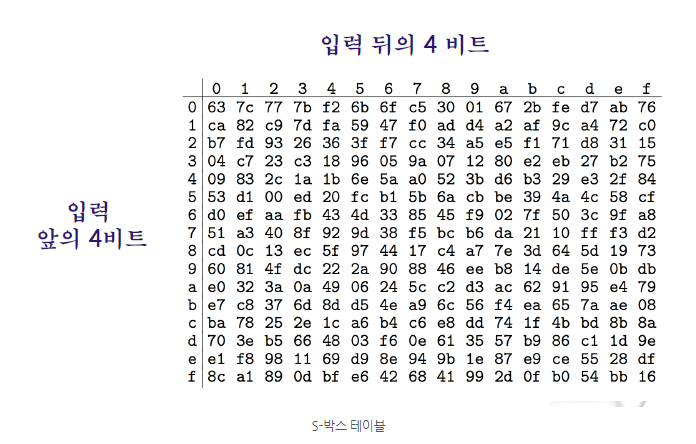 입력 뒤의 4 비트
0 1 2 3 4 5 6 7 8 9 a b c d e f
0 63 7c 77 7b f2 6b 6f c5 30 01 67 2b fe d7 ab 76
1 ca 82 c9 7d fa 59 47 f0 ad d4 a2 af 9c a4 72 c0
2 b7 fd 93 26 36 3f f7 cc 34 a5 e5 f1 71 d8 31 15
3 04 c7 23 c3 18 96 05 9a 07 12 80 e2 eb 27 b2 75
4 09 83 2c 1a 1b 6e 5a a0 52 3b d6 b3 29 e3 2f 84
5 53 d1 00 ed 20 fc b1 5b 6a cb be 39 4a 4c 58 cf
6 d0 ef aa fb 43 4d 33 85 45 f9 02 7f 50 3c 9f a8
입력
앞의 4비트
7 51 a3 40 8f 92 9d 38 f5 bc b6 da 21 10 ff f3 d2
8 cd 0c 13 ec 5f 97 44 17 c4 a7 7e 3d 64 5d 19 73
9 60 81 4f dc 22 2a 90 88 46 ee b8 14 de 5e 0b db
a e0 32 3a 0a 49 06 24 5c c2 d3 ac 62 91 95 e4 79
b e7 c8 37 6d 8d d5 4e a9 6c 56 f4 ea 65 7a ae 08
c ba 78 25 2e 1c a6 b4 c6 e8 dd 74 1f 4b bd 8b 8a
d 70 3e b5 66 48 03 f6 0e 61 35 57 b9 86 c1 1d 9e
e e1 f8 98 11 69 d9 8e 94 9b 1e 87 e9 ce 55 28 df
f 8c a1 89 0d bf e6 42 68 41 99 2d 0f b0 54 bb 16
S-박스 테이블